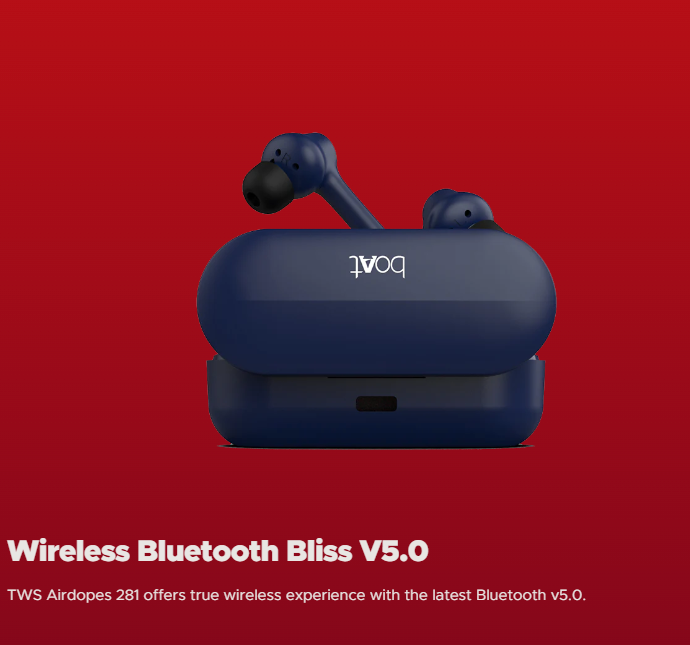 boAt
Wireless Bluetooth Bliss V5.0
TWS Airdopes 281 offers true wireless experience with the latest Bluetooth v5.0.